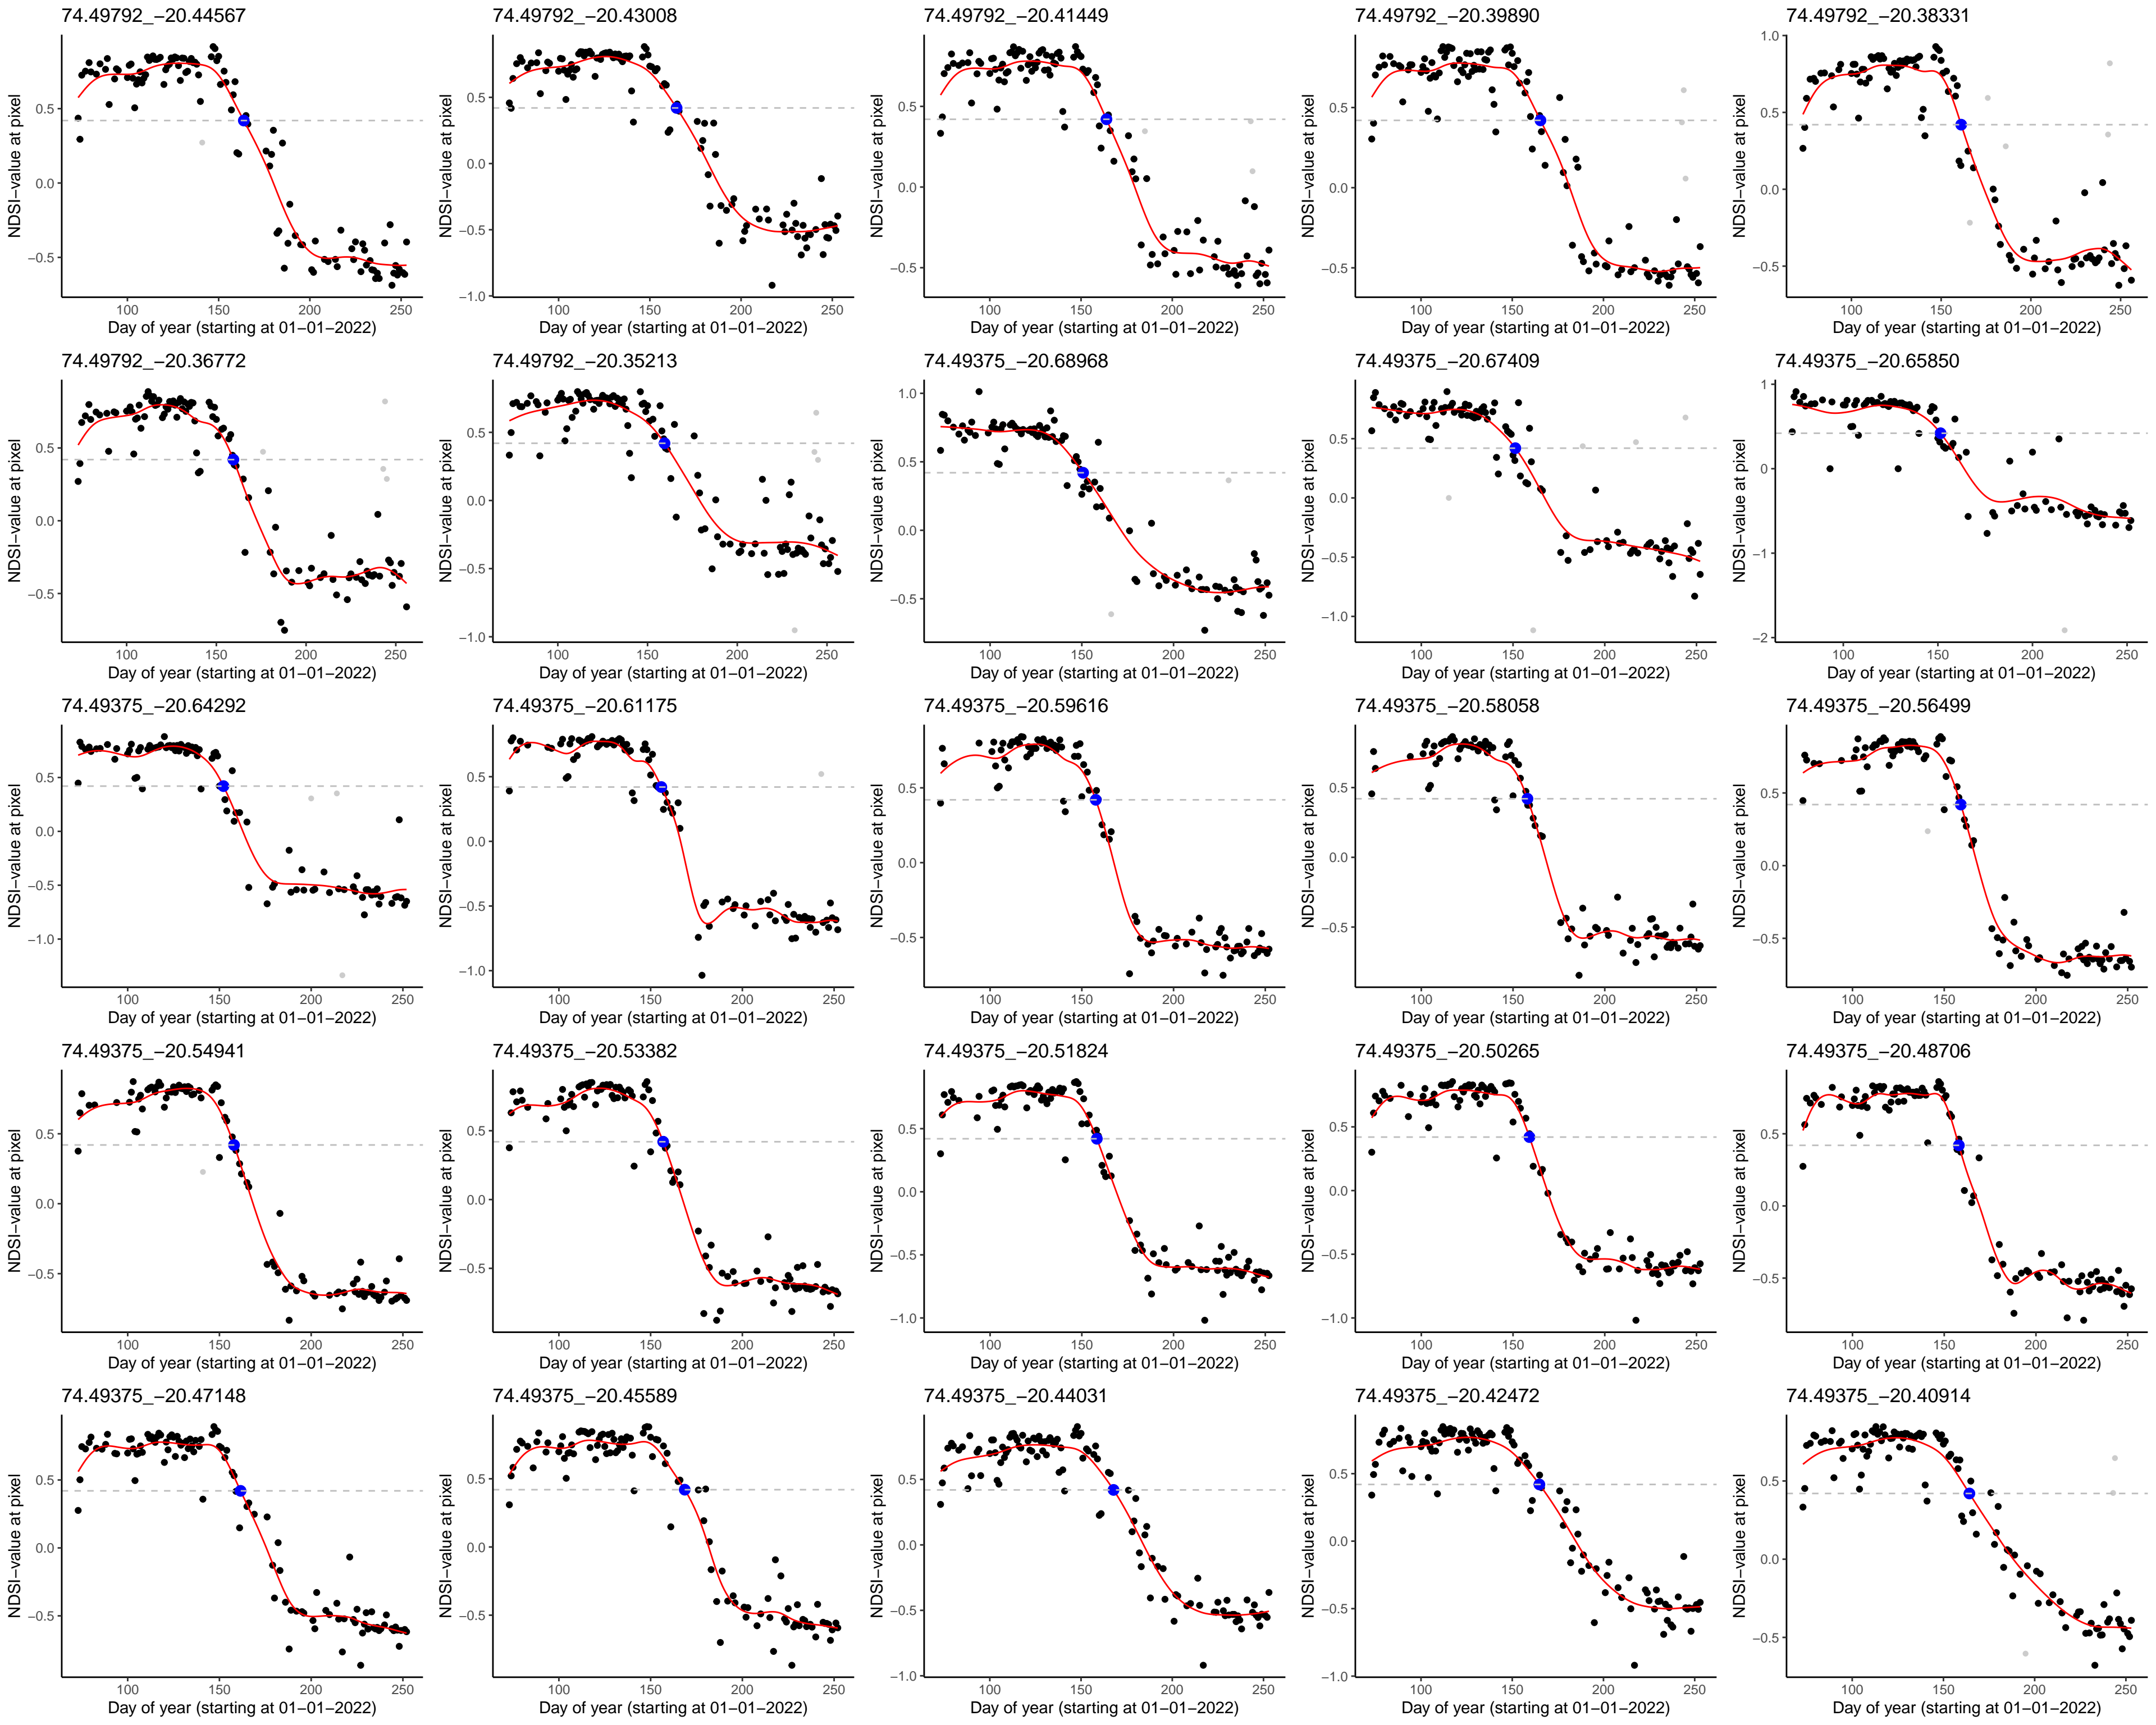 74.49792_−20.44567 74.49792_−20.43008 74.49792_−20.41449 74.49792_−20.39890 74.49792_−20.38331
NDSI−value at pixel NDSI−value at pixel NDSI−value at pixel NDSI−value at pixel NDSI−value at pixel
0.5 0.0 −0.5 0.5 0.0 −0.5 −1.0 0.5 0.0 −0.5 0.5 0.0 −0.5 1.0 0.5 0.0 −0.5
100 150 200 250 100 150 200 250 100 150 200 250 100 150 200 250 100 150 200 250
Day of year (starting at 01−01−2022) Day of year (starting at 01−01−2022) Day of year (starting at 01−01−2022) Day of year (starting at 01−01−2022) Day of year (starting at 01−01−2022)
74.49792_−20.36772 74.49792_−20.35213 74.49375_−20.68968 74.49375_−20.67409 74.49375_−20.65850
NDSI−value at pixel NDSI−value at pixel NDSI−value at pixel NDSI−value at pixel NDSI−value at pixel
0.5 0.0 −0.5 0.5 0.0 −0.5 −1.0 1.0 0.5 0.0 −0.5 0.5 0.0 −0.5 −1.0 1 0 −1 −2
100 150 200 250 100 150 200 250 100 150 200 250 100 150 200 250 100 150 200 250
Day of year (starting at 01−01−2022) Day of year (starting at 01−01−2022) Day of year (starting at 01−01−2022) Day of year (starting at 01−01−2022) Day of year (starting at 01−01−2022)
74.49375_−20.64292 74.49375_−20.61175 74.49375_−20.59616 74.49375_−20.58058 74.49375_−20.56499
NDSI−value at pixel NDSI−value at pixel NDSI−value at pixel NDSI−value at pixel NDSI−value at pixel
0.5 0.0 −0.5 −1.0 0.5 0.0 −0.5 −1.0 0.5 0.0 −0.5 0.5 0.0 −0.5 0.5 0.0 −0.5
100 150 200 250 100 150 200 250 100 150 200 250 100 150 200 250 100 150 200 250
Day of year (starting at 01−01−2022) Day of year (starting at 01−01−2022) Day of year (starting at 01−01−2022) Day of year (starting at 01−01−2022) Day of year (starting at 01−01−2022)
74.49375_−20.54941 74.49375_−20.53382 74.49375_−20.51824 74.49375_−20.50265 74.49375_−20.48706
NDSI−value at pixel NDSI−value at pixel NDSI−value at pixel NDSI−value at pixel NDSI−value at pixel
0.5 0.0 −0.5 0.5 0.0 −0.5 0.5 0.0 −0.5 −1.0 0.5 0.0 −0.5 −1.0 0.5 0.0 −0.5
100 150 200 250 100 150 200 250 100 150 200 250 100 150 200 250 100 150 200 250
Day of year (starting at 01−01−2022) Day of year (starting at 01−01−2022) Day of year (starting at 01−01−2022) Day of year (starting at 01−01−2022) Day of year (starting at 01−01−2022)
74.49375_−20.47148 74.49375_−20.45589 74.49375_−20.44031 74.49375_−20.42472 74.49375_−20.40914
NDSI−value at pixel NDSI−value at pixel NDSI−value at pixel NDSI−value at pixel NDSI−value at pixel
0.5 0.0 −0.5 0.5 0.0 −0.5 0.5 0.0 −0.5 −1.0 0.5 0.0 −0.5 −1.0 0.5 0.0 −0.5
100 150 200 250 100 150 200 250 100 150 200 250 100 150 200 250 100 150 200 250
Day of year (starting at 01−01−2022) Day of year (starting at 01−01−2022) Day of year (starting at 01−01−2022) Day of year (starting at 01−01−2022) Day of year (starting at 01−01−2022)